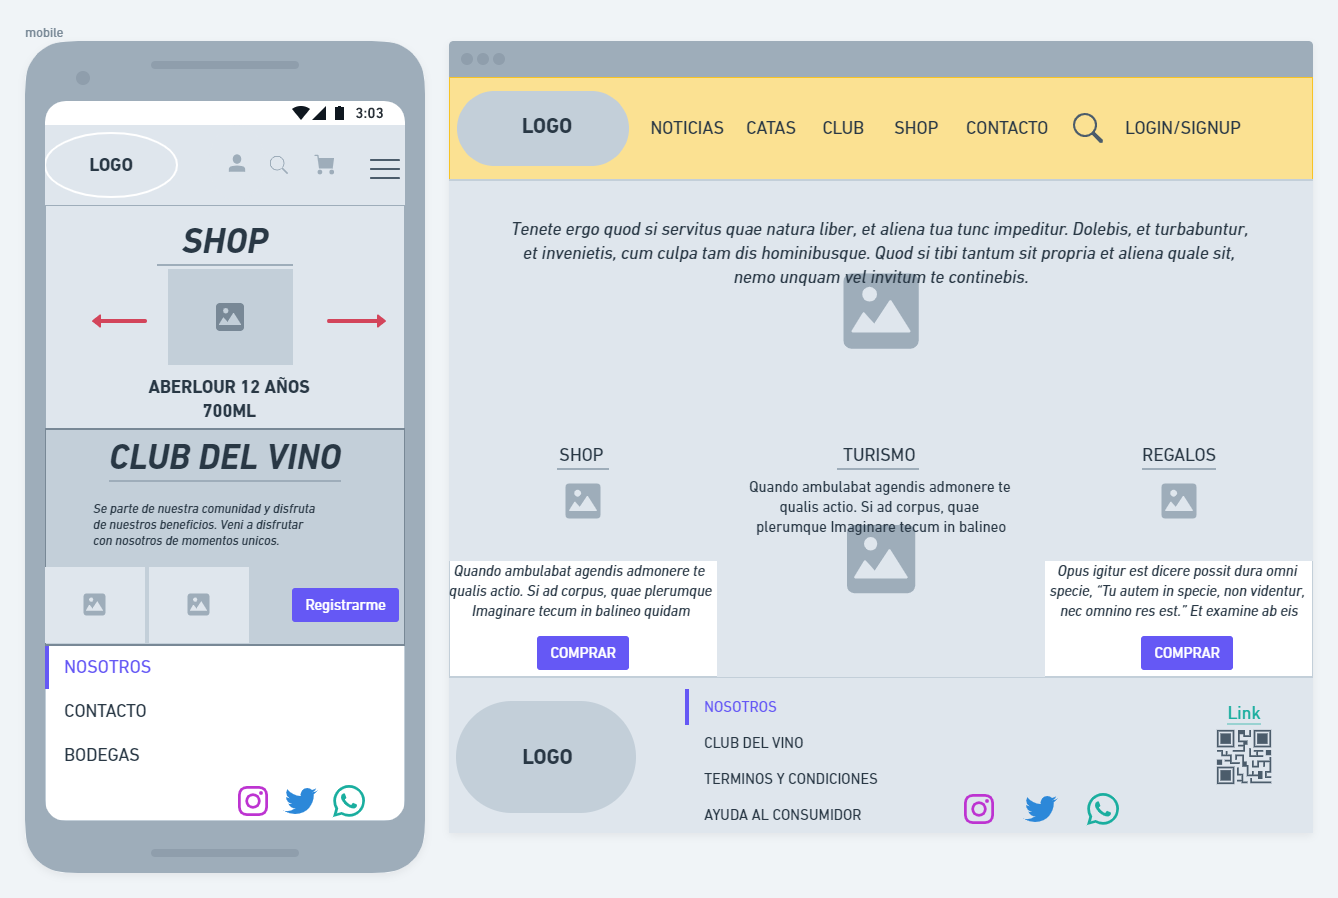 mobile
3:03
LOGO
SHOP
ABERLOUR 12 AÑOS
700ML
CLUB DEL VINO
Se parte de nuestra comunidad y disfruta
de nuestros beneficios. Veni a disfrutar
con nosotros de momentos unicos.
Registrarme
NOSOTROS
CONTACTO
BODEGAS
LOGO
NOTICIAS
CATAS
CLUB
SHOP
CONTACTO
LOGIN/SIGNUP
Tenete ergo quod si servitus quae natura liber, et aliena tua tunc impeditur. Dolebis, et turbabuntur,
et invenietis, cum culpa tam dis hominibusque. Quod si tibi tantum sit propria et aliena quale sit,
nemo unquam vel invitum te continebis.
SHOP
Quando ambulabat agendis admonere te
qualis actio. Si ad corpus, quae plerumque
Imaginare tecum in balineo quidam
COMPRAR
TURISMO
Quando ambulabat agendis admonere te
qualis actio. Si ad corpus, quae
plerumque Imaginare tecum in balineo
REGALOS
Opus igitur est dicere possit dura omni
specie, “Tu autem in specie, non videntur,
nec omnino res est.” Et examine ab eis
COMPRAR
LOGO
NOSOTROS
CLUB DEL VINO
TERMINOS Y CONDICIONES
AYUDA AL CONSUMIDOR
Link